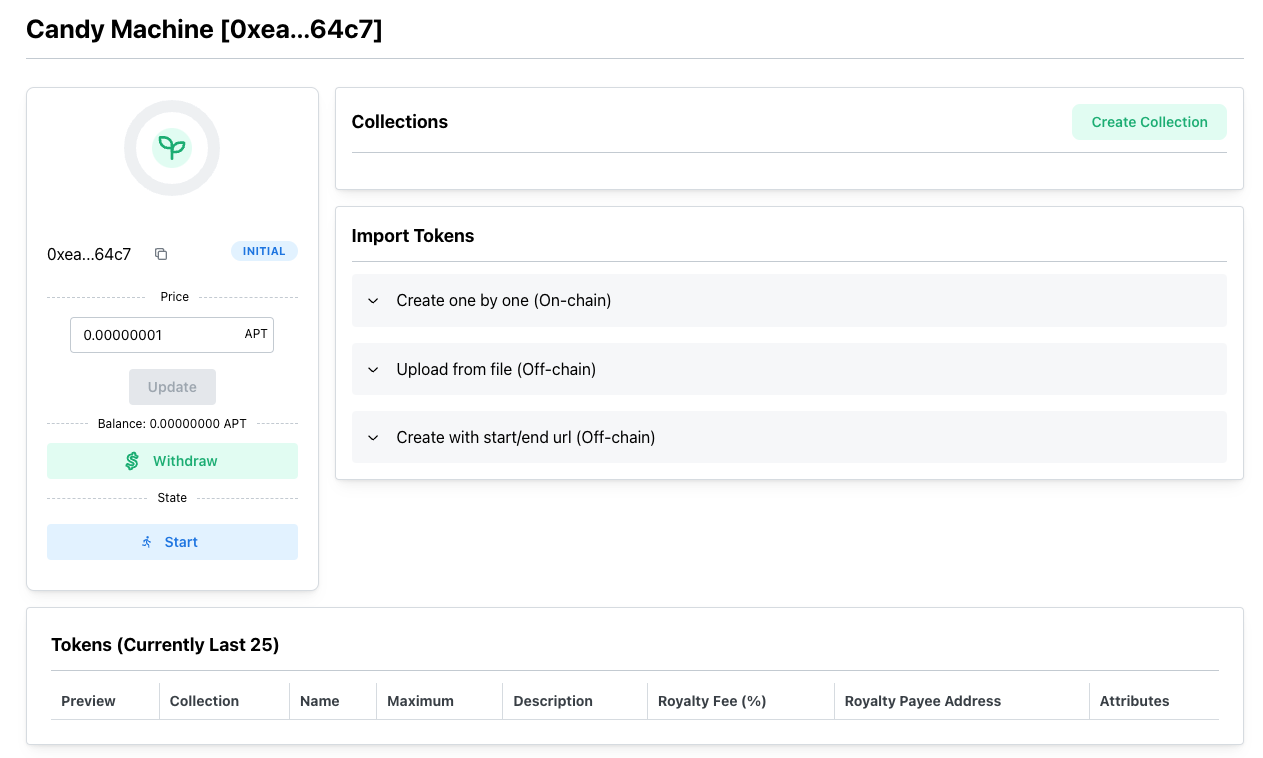 Candy Machine [0xea...64c7]
0xea...64c7
INITIAL
Price
0.00000001 APT
Update
Balance: 0.00000000 APT
Withdraw
State
Start
Collections
Create Collection
Import Tokens
Create one by one (On-chain)
Upload from file (Off-chain)
Create with start/end url (Off-chain)
Tokens (Currently Last 25)
Preview Collection Name Maximum Description Royalty Fee (%) Royalty Payee Address Attributes